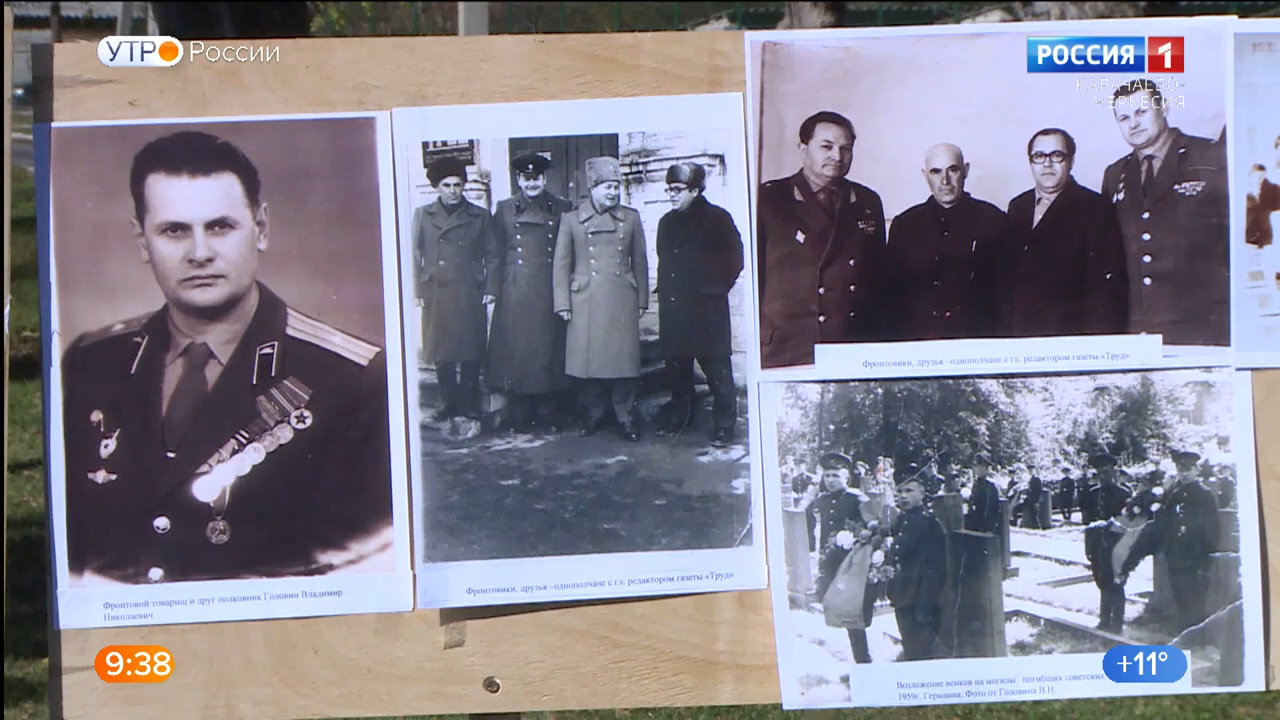 УТРО России
РОССИЯ 1
КАРАЧАЕВО-
ЧЕРКЕСИЯ
Фронтовой товарищ и друг полковник Головин Владимир
Николаевич
Фронтовики, друзья –однополчане с гл. редактором газеты «Труд»
Фронтовики, друзья –однополчане с гл. редактором газеты «Труд»
Возложение венков на могилы погибших советских
1959г. Германия. Фото от Головина В.Н.
9:38
+11°